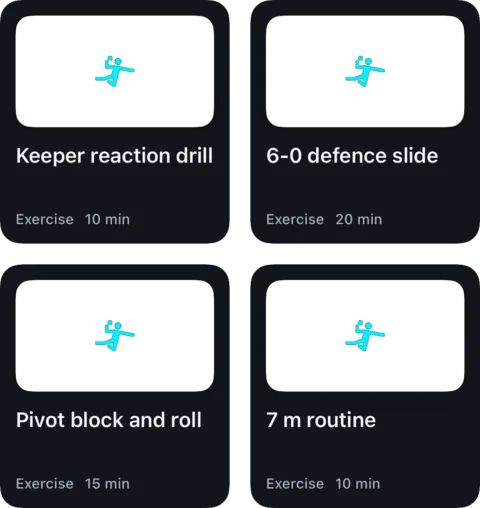 Keeper reaction drill
Exercise 10 min
6-0 defence slide
Exercise 20 min
Pivot block and roll
Exercise 15 min
7 m routine
Exercise 10 min